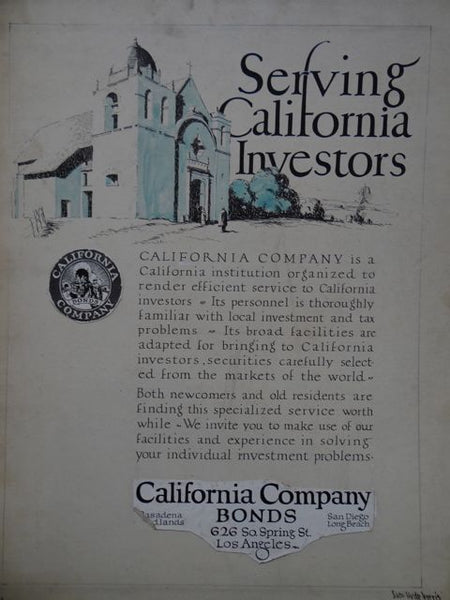 Serving
California
Investors
CALIFORNIA COMPANY is a
California institution organized to
render efficient service to California
investors ~ Its personnel is thoroughly
familiar with local investment and tax
problems ~ Its broad facilities are
adapted for bringing to California
investors, securities carefully select-
ed from the markets of the world~
CALIFORNIA
BONDS
COMPANY
Both newcomers and old residents are
finding this specialized service worth
while ~ We invite you to make use of our
facilities and experience in solving
your individual investment problems.
California Company
BONDS
Pasadena
San Diego
Long Beach
626 So. Spring St.
Los Angeles